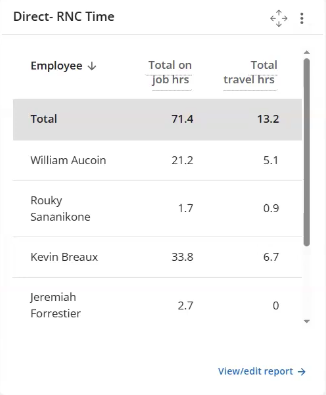 Direct- RNC Time
Employee ↓ Total on Total
job hrs travel hrs
Total 71.4 13.2
William Aucoin 21.2 5.1
Rouky
Sananikone 1.7 0.9
Kevin Breaux 33.8 6.7
Jeremiah
Forrestier 2.7 0
View/edit report →